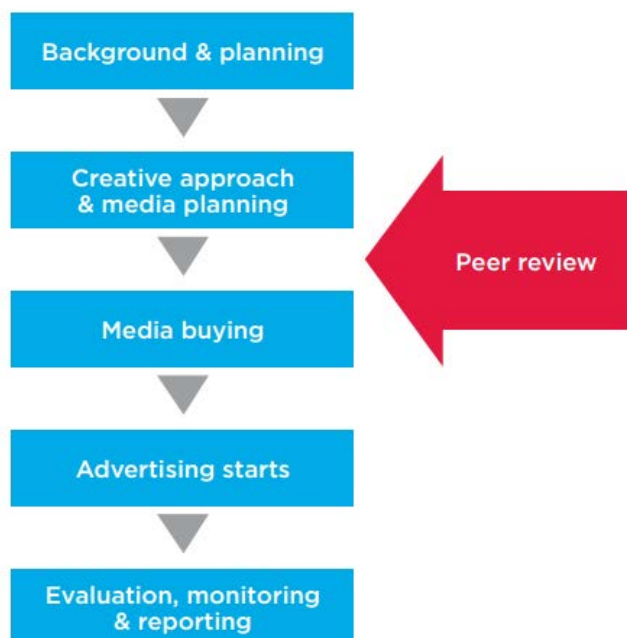 Background & planning
Creative approach
& media planning
Peer review
Media buying
Advertising starts
Evaluation, monitoring
& reporting